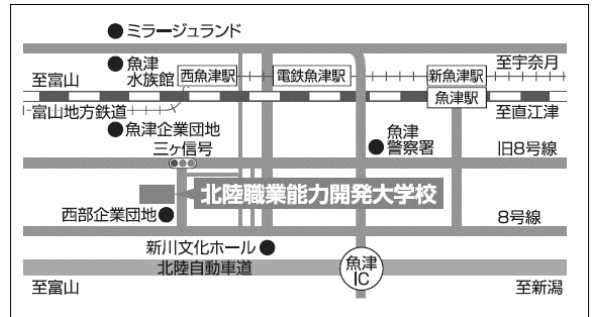 ミラージュランド
魚津
水族館
西魚津駅
電鉄魚津駅
新魚津駅
至宇奈月
至富山
魚津駅
富山地方鉄道
至直江津
魚津企業団地
三ヶ信号
魚津
警察署
旧8号線
北陸職業能力開発大学校
西部企業団地
8号線
新川文化ホール
北陸自動車道
魚津
IC
至富山
至新潟